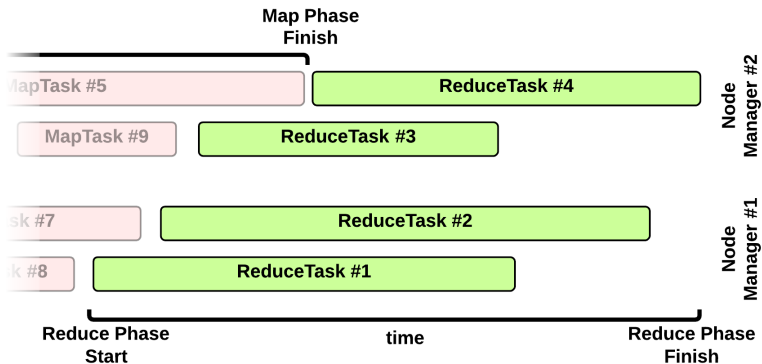 Map Phase
Finish
MapTask #5
ReduceTask #4
Node
Manager #2
MapTask #9
ReduceTask #3
sk #7
ReduceTask #2
Node
Manager #1
k #8
ReduceTask #1
Reduce Phase
Start
time
Reduce Phase
Finish